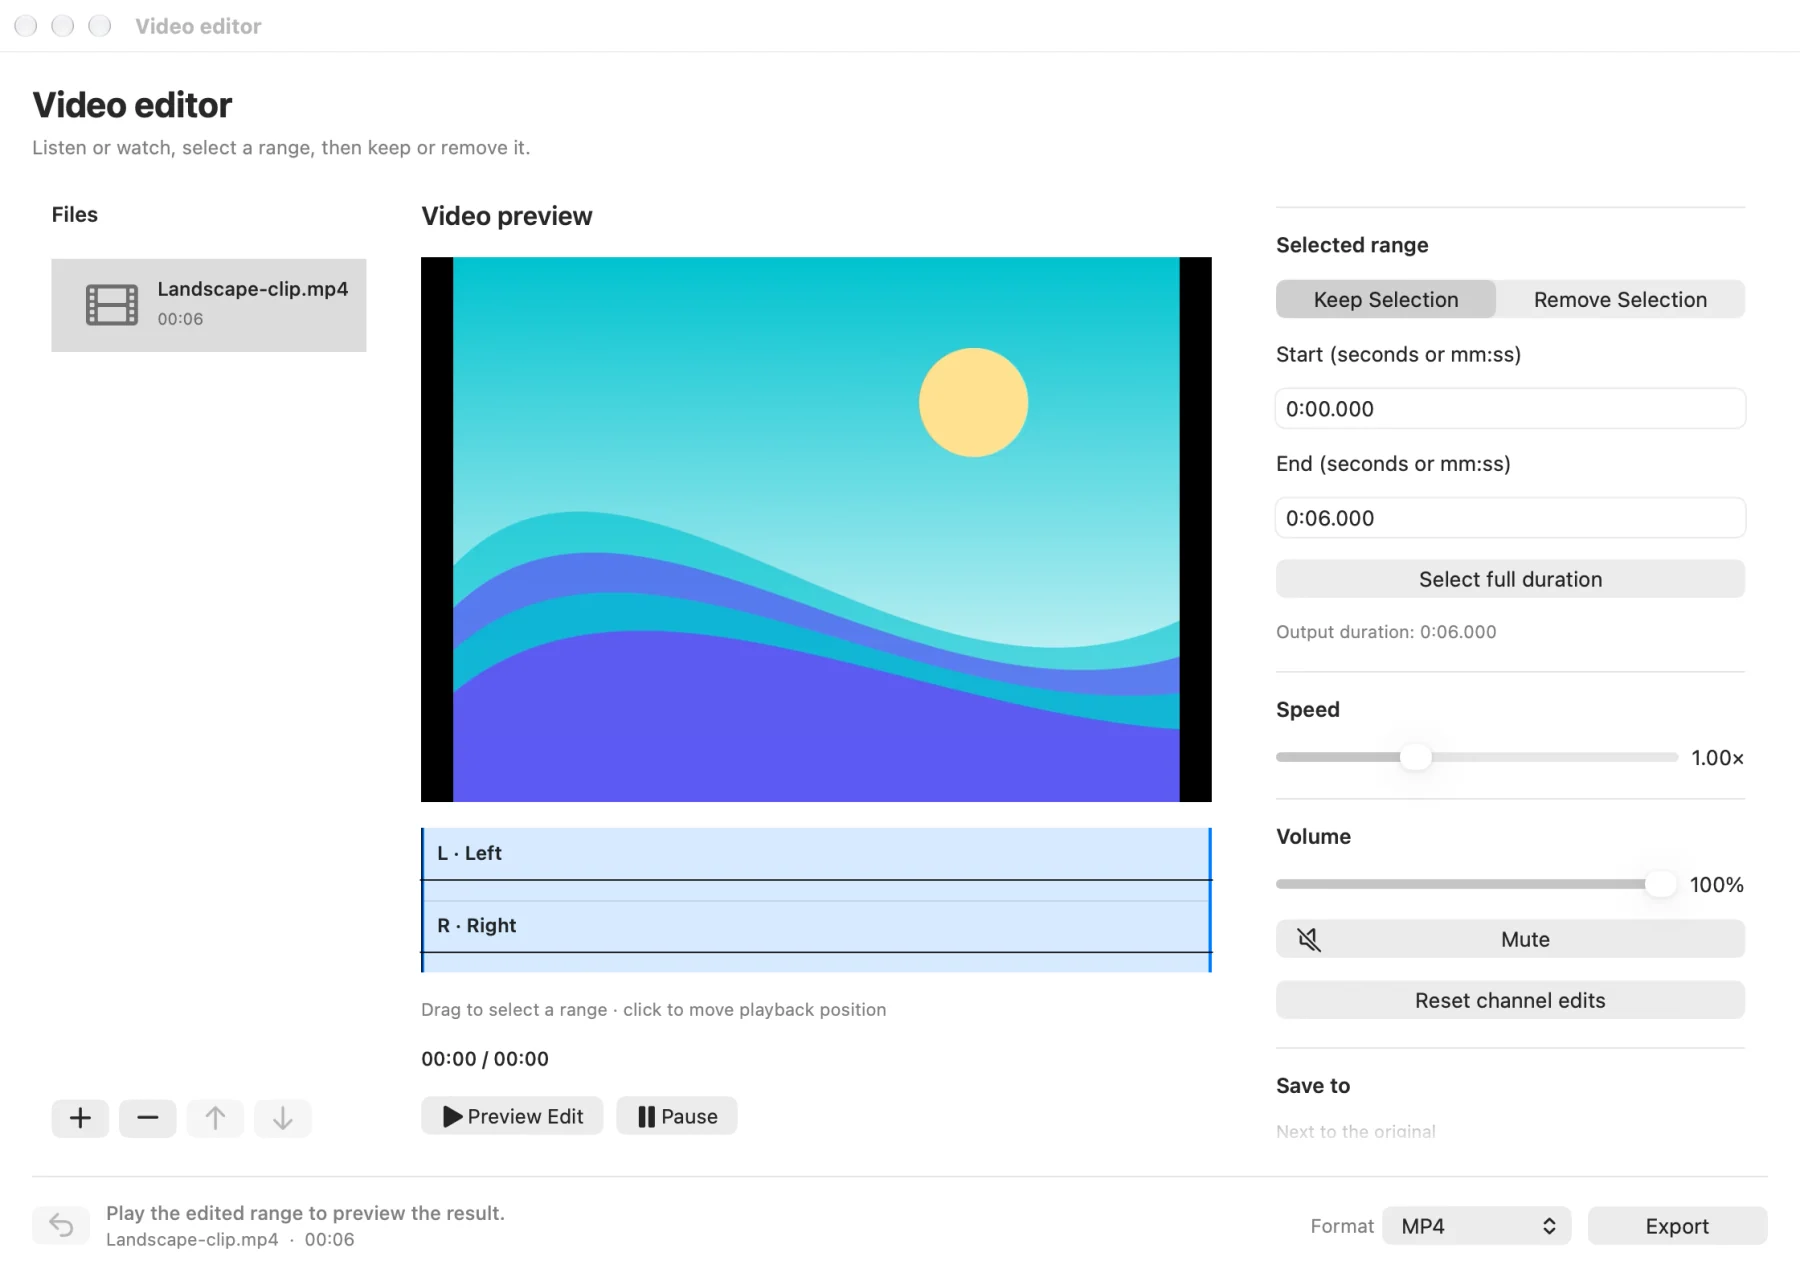 Video editor
Video editor
Listen or watch, select a range, then keep or remove it.
Files
Landscape-clip.mp4
00:06
Video preview
L · Left
R · Right
Drag to select a range · click to move playback position
00:00 / 00:00
Preview Edit
Pause
Selected range
Keep Selection
Remove Selection
Start (seconds or mm:ss)
0:00.000
End (seconds or mm:ss)
0:06.000
Select full duration
Output duration: 0:06.000
Speed
1.00×
Volume
100%
Mute
Reset channel edits
Save to
Next to the original
Play the edited range to preview the result.
Landscape-clip.mp4 · 00:06
Format
MP4
Export